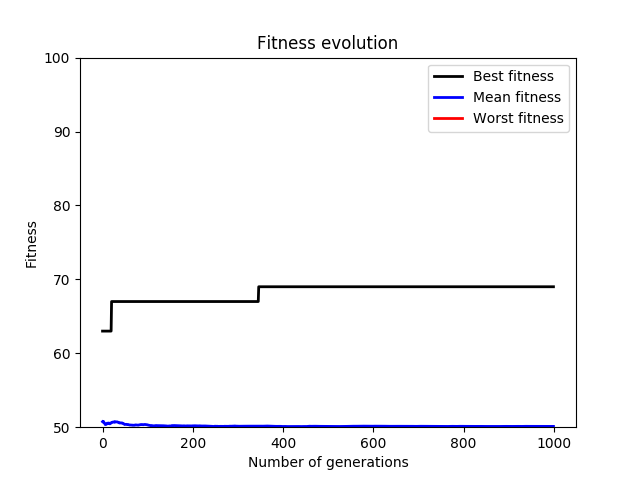 Fitness evolution
Best fitness
Mean fitness
Worst fitness
100
90
80
70
60
50
Fitness
0
200
400
600
800
1000
Number of generations